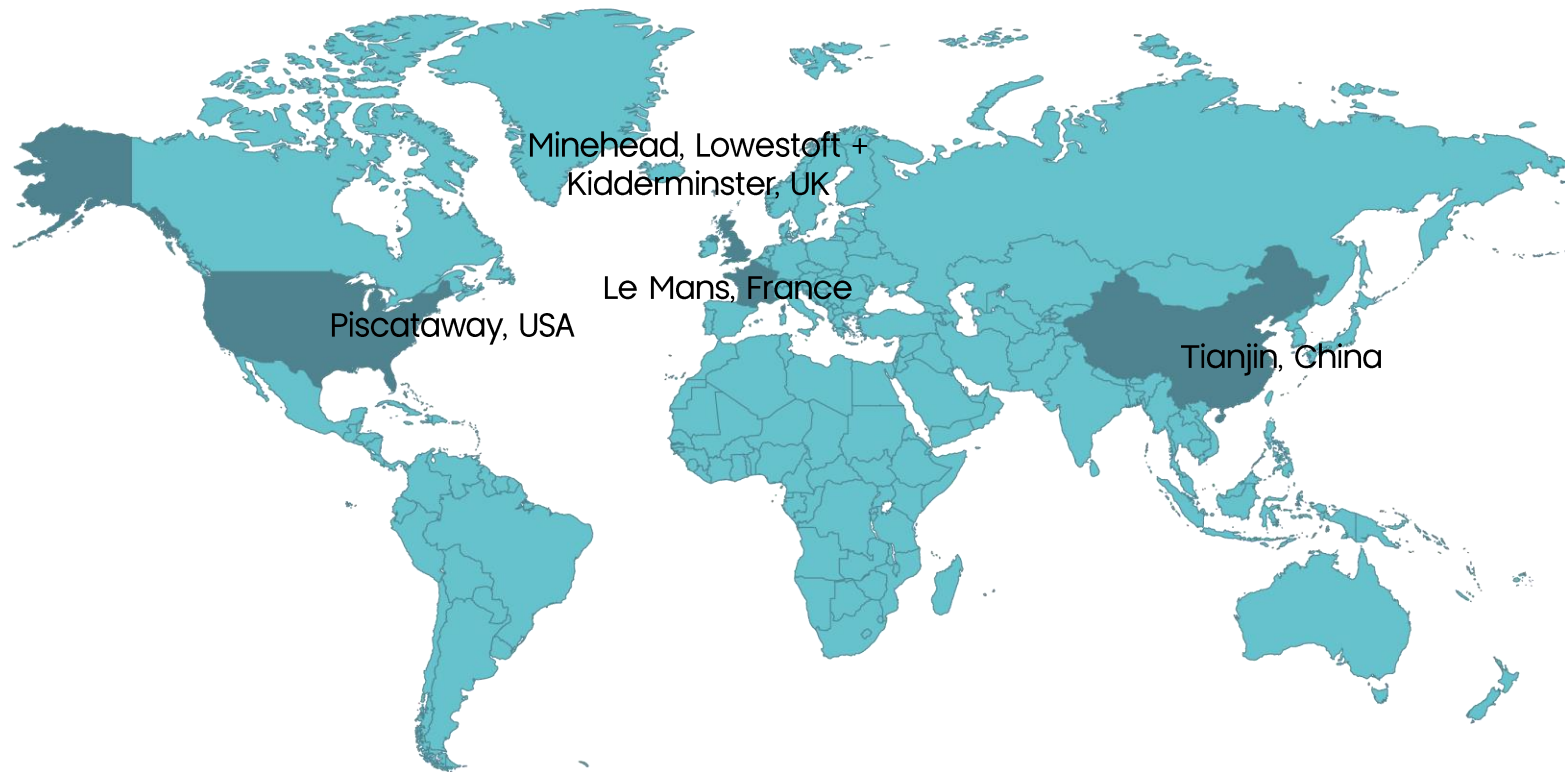 Minehead, Lowestoft +
Kidderminster, UK
Le Mans, France
Piscataway, USA
Tianjin, China